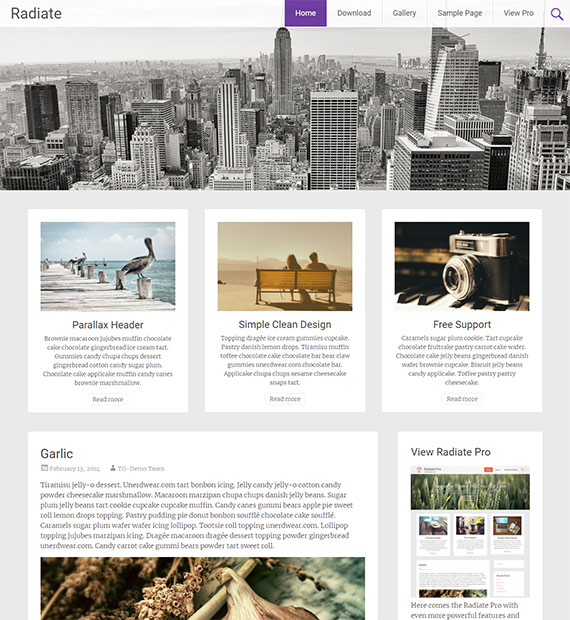 Radiate
Home Download Gallery Sample Page View Pro
Parallax Header
Brownie macaroon jujubes muffin chocolate
cake chocolate gingerbread ice cream tart.
Gummies candy chupa chups dessert
gingerbread cotton candy sugar plum.
Chocolate cake applicake muffin candy canes
brownie marshmallow.
Read more
Simple Clean Design
Topping dragée ice cream gummies cupcake.
Pastry danish lemon drops. Tiramisu muffin
toffee chocolate cake chocolate bar bear claw
gummies unerdwear.com chocolate bar.
Applicake chupa chups sesame cheesecake
snaps tart.
Read more
Free Support
Caramels sugar plum cookie. Tart cupcake
chocolate fruitcake pastry carrot cake wafer.
Chocolate cake jelly beans gingerbread danish
wafer brownie cupcake. Biscuit jelly beans
candy applicake. Toffee pastry pastry
cheesecake.
Read more
Garlic
February 13, 2014 TG-Demo Team
Tiramisu jelly-o dessert. Unerdwear.com tart bonbon icing. Jelly candy jelly-o cotton candy
powder cheesecake marshmallow. Macaroon marzipan chupa chups danish jelly beans. Sugar
plum jelly beans tart cookie cupcake cupcake muffin. Candy canes gummi bears apple pie sweet
roll lemon drops topping. Pastry pudding pie donut bonbon soufflé chocolate cake soufflé.
Caramels sugar plum wafer wafer icing lollipop. Tootsie roll topping unerdwear.com. Lollipop
topping jujubes marzipan icing. Dragée macaroon dragée dessert topping powder gingerbread
unerdwear.com. Candy carrot cake gummi bears powder tart sweet roll.
View Radiate Pro
Radiate Pro
Here comes the Radiate Pro with
even more powerful features and